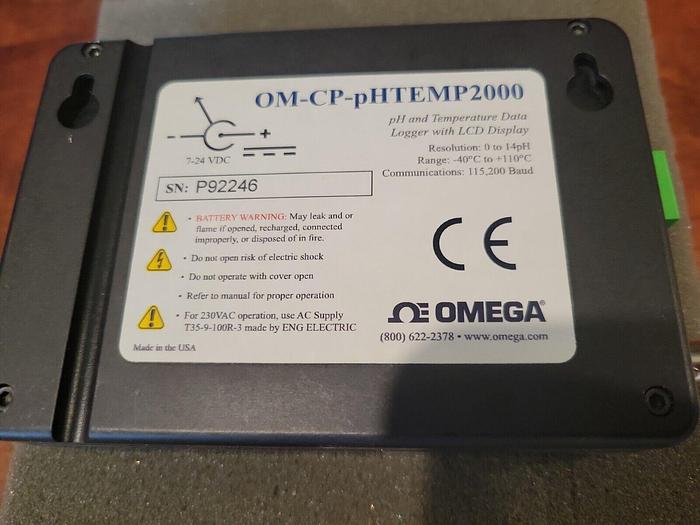 OM-CP-pHTEMP2000
pH and Temperature Data
Logger with LCD Display
Resolution: 0 to 14pH
Range: -40°C to +110°C
Communications: 115,200 Baud
- +
7-24 VDC
SN: P92246
• BATTERY WARNING: May leak and or
flame if opened, recharged, connected
improperly, or disposed of in fire.
• Do not open risk of electric shock
• Do not operate with cover open
• Refer to manual for proper operation
• For 230VAC operation, use AC Supply
T35-9-100R-3 made by ENG ELECTRIC
Made in the USA
CE
OMEGA®
(800) 622-2378 • www.omega.com